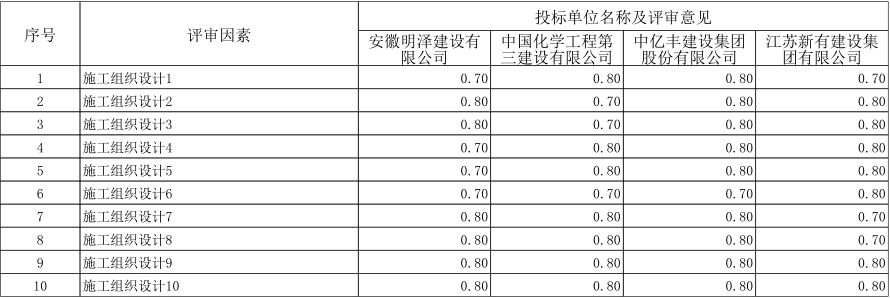 序号 评审因素 投标单位名称及评审意见
安徽明泽建设有限公司 中国化学工程第三建设有限公司 中亿丰建设集团股份有限公司 江苏新有建设集团有限公司
1 施工组织设计1 0.70 0.80 0.80 0.70
2 施工组织设计2 0.80 0.70 0.80 0.80
3 施工组织设计3 0.80 0.70 0.80 0.80
4 施工组织设计4 0.70 0.80 0.80 0.80
5 施工组织设计5 0.70 0.80 0.80 0.80
6 施工组织设计6 0.70 0.70 0.70 0.80
7 施工组织设计7 0.80 0.80 0.80 0.70
8 施工组织设计8 0.80 0.80 0.80 0.70
9 施工组织设计9 0.80 0.80 0.80 0.80
10 施工组织设计10 0.80 0.80 0.80 0.80